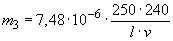 m₃ = 7,48·10⁻⁶ · 250·240 / l·v